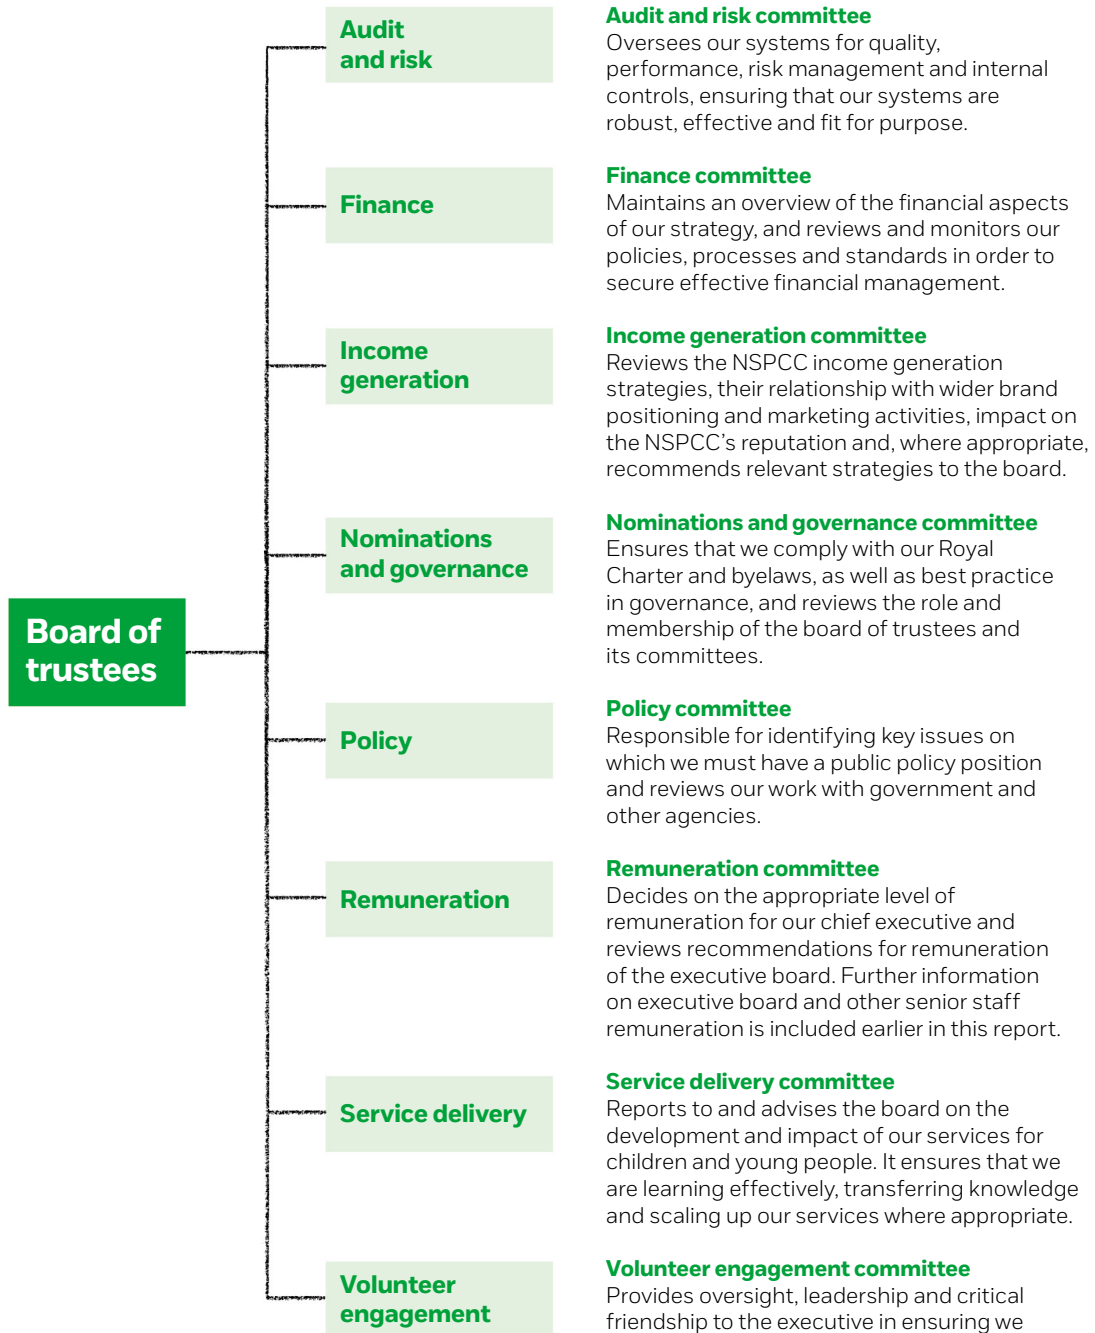 Board of
trustees
Audit
and risk
Audit and risk committee
Oversees our systems for quality,
performance, risk management and internal
controls, ensuring that our systems are
robust, effective and fit for purpose.
Finance
Finance committee
Maintains an overview of the financial aspects
of our strategy, and reviews and monitors our
policies, processes and standards in order to
secure effective financial management.
Income
generation
Income generation committee
Reviews the NSPCC income generation
strategies, their relationship with wider brand
positioning and marketing activities, impact on
the NSPCC’s reputation and, where appropriate,
recommends relevant strategies to the board.
Nominations
and governance
Nominations and governance committee
Ensures that we comply with our Royal
Charter and byelaws, as well as best practice
in governance, and reviews the role and
membership of the board of trustees and
its committees.
Policy
Policy committee
Responsible for identifying key issues on
which we must have a public policy position
and reviews our work with government and
other agencies.
Remuneration
Remuneration committee
Decides on the appropriate level of
remuneration for our chief executive and
reviews recommendations for remuneration
of the executive board. Further information
on executive board and other senior staff
remuneration is included earlier in this report.
Service delivery
Service delivery committee
Reports to and advises the board on the
development and impact of our services for
children and young people. It ensures that we
are learning effectively, transferring knowledge
and scaling up our services where appropriate.
Volunteer
engagement
Volunteer engagement committee
Provides oversight, leadership and critical
friendship to the executive in ensuring we